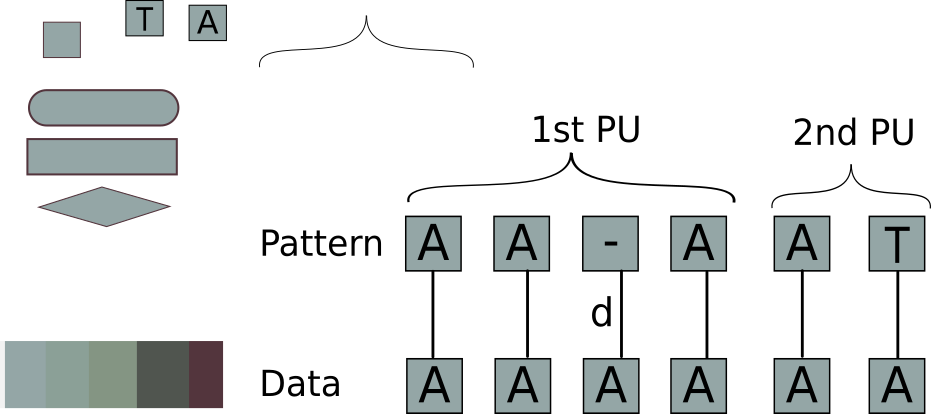 T A
1st PU 2nd PU
Pattern A A - A A T
d
Data A A A A A A